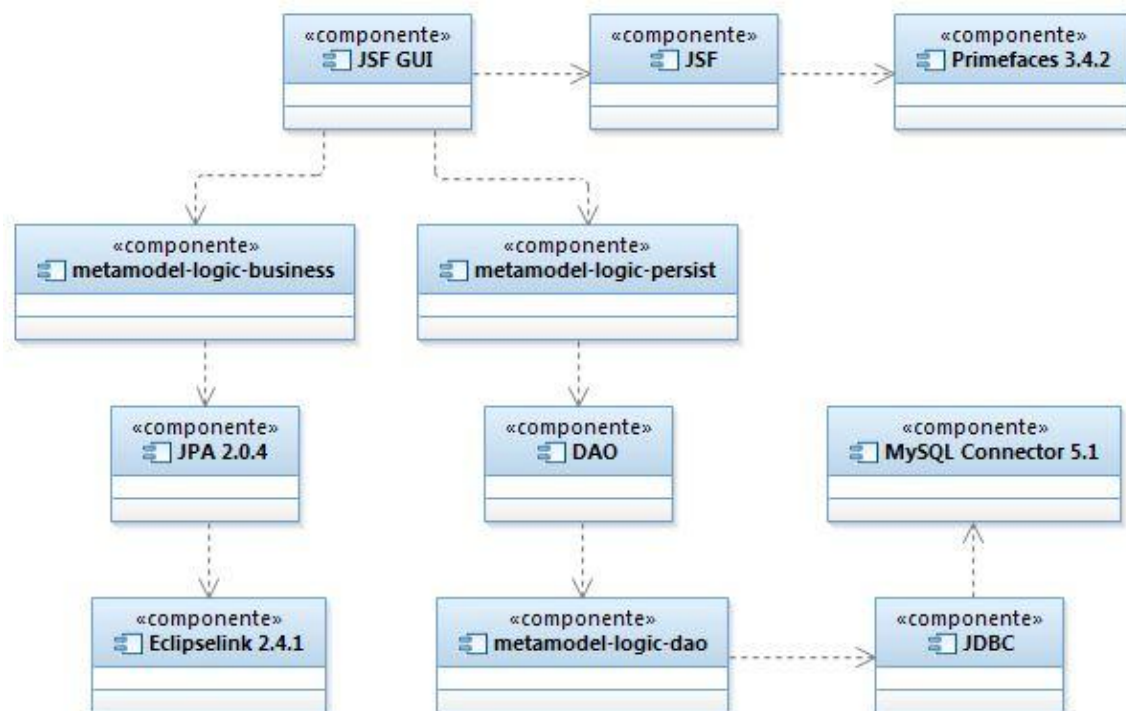 «componente»
JSF GUI
«componente»
JSF
«componente»
Primefaces 3.4.2
«componente»
metamodel-logic-business
«componente»
metamodel-logic-persist
«componente»
JPA 2.0.4
«componente»
DAO
«componente»
MySQL Connector 5.1
«componente»
Eclipselink 2.4.1
«componente»
metamodel-logic-dao
«componente»
JDBC